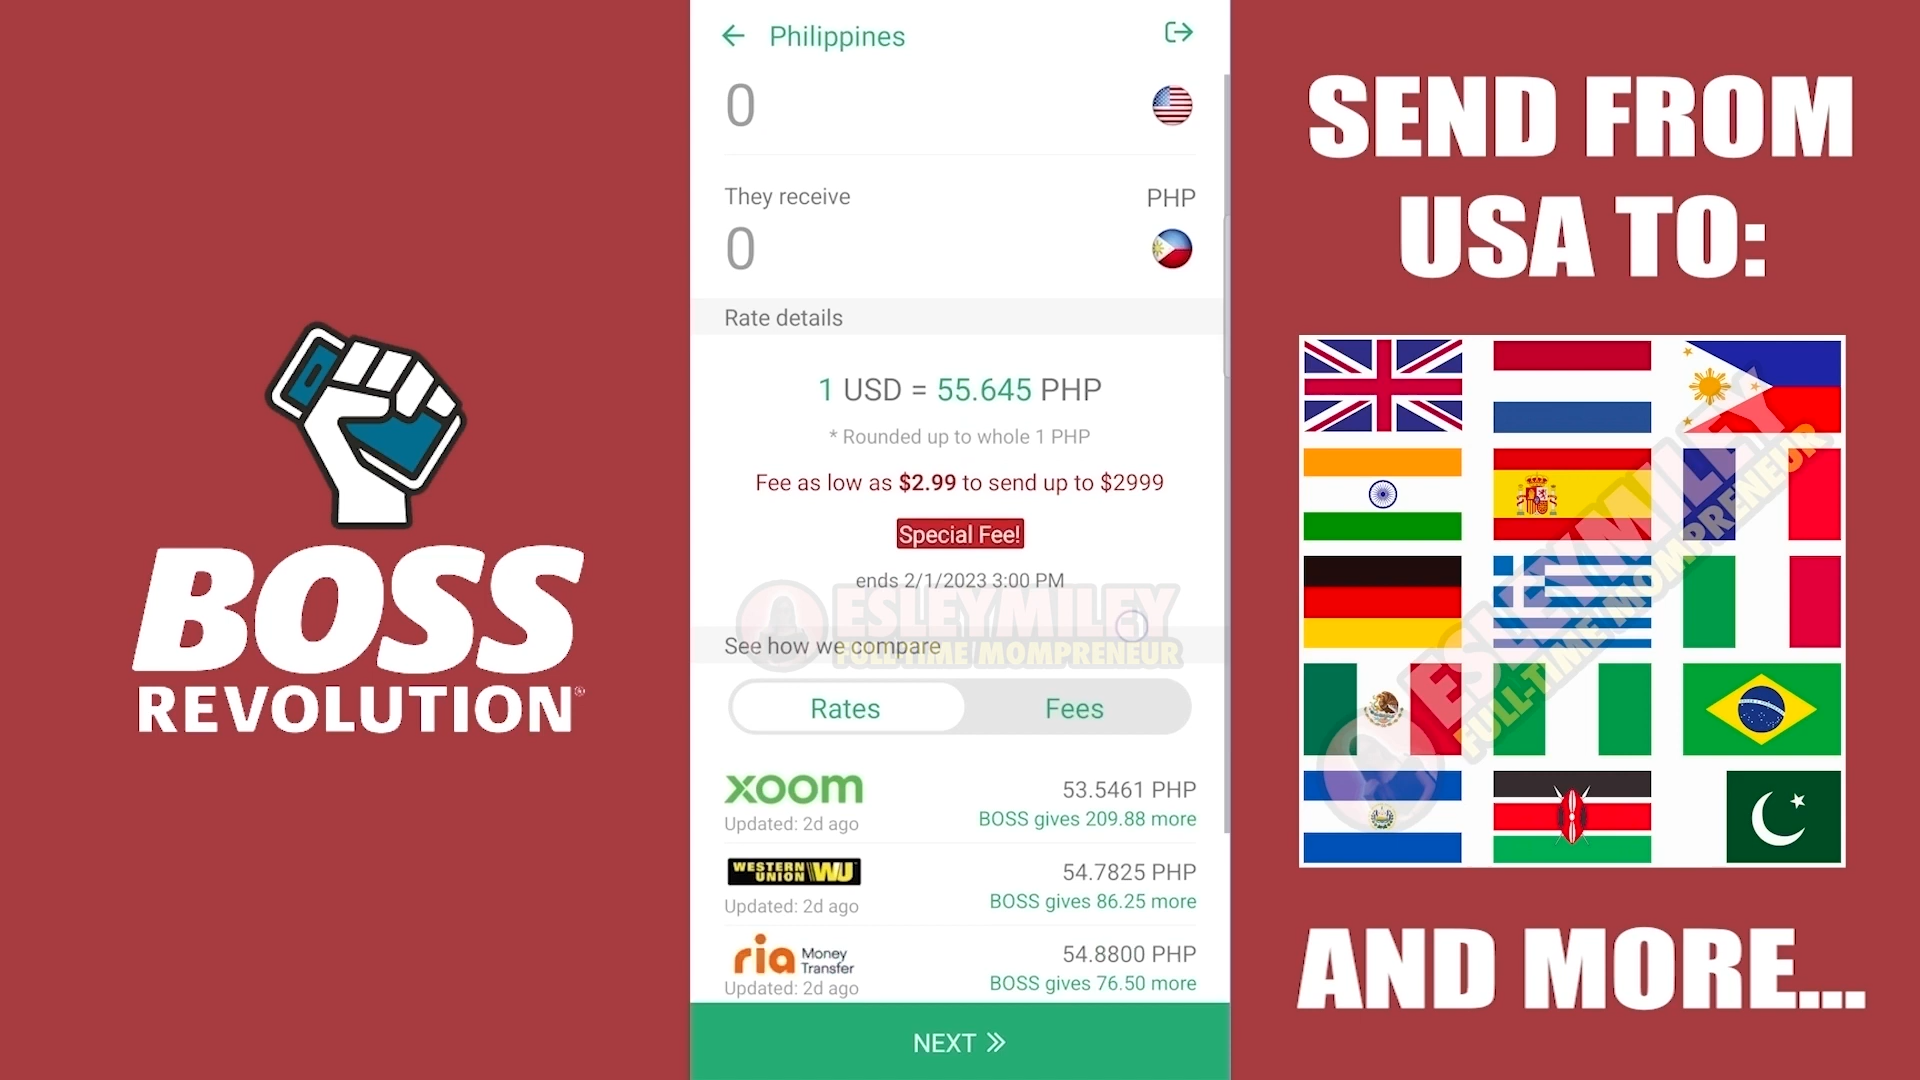 BOSS
REVOLUTION®
Philippines
0
They receive
PHP
0
Rate details
1 USD = 55.645 PHP
* Rounded up to whole 1 PHP
Fee as low as $2.99 to send up to $2999
Special Fee!
ends 2/1/2023 3:00 PM
ESLEYMILEY
FULL-TIME MOMPRENEUR
See how we compare
Rates
Fees
xoom
53.5461 PHP
Updated: 2d ago
BOSS gives 209.88 more
WESTERN
UNION WU
54.7825 PHP
Updated: 2d ago
BOSS gives 86.25 more
ria Money
Transfer
54.8800 PHP
Updated: 2d ago
BOSS gives 76.50 more
NEXT
SEND FROM
USA TO:
ESLEYMILEY
FULL-TIME MOMPRENEUR
AND MORE...